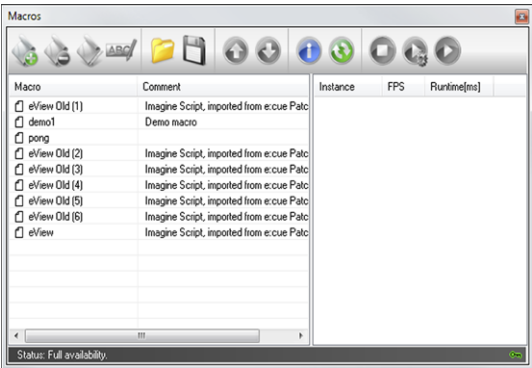 Macros
ABC
Macro Comment Instance FPS Runtime[ms]
eView Old (1) Imagine Script, imported from e:cue Patc
demo1 Demo macro
pong
eView Old (2) Imagine Script, imported from e:cue Patc
eView Old (3) Imagine Script, imported from e:cue Patc
eView Old (4) Imagine Script, imported from e:cue Patc
eView Old (5) Imagine Script, imported from e:cue Patc
eView Old (6) Imagine Script, imported from e:cue Patc
eView Imagine Script, imported from e:cue Patc
Status: Full availability.